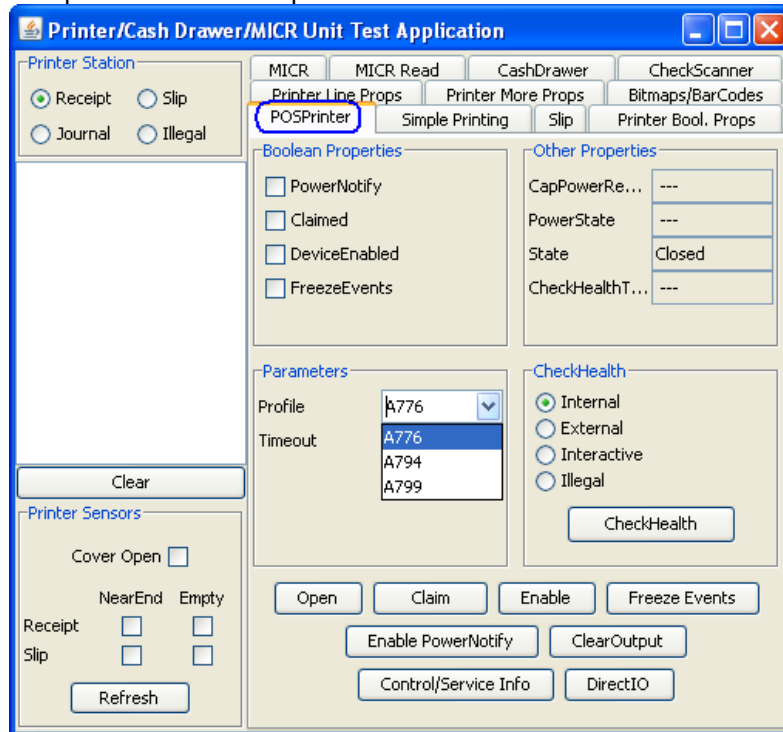 Printer/Cash Drawer/MICR Unit Test Application
Printer Station
Receipt Slip
Journal Illegal
Clear
Printer Sensors
Cover Open
NearEnd Empty
Receipt
Slip
Refresh
MICR MICR Read CashDrawer CheckScanner
Printer Line Props Printer More Props Bitmaps/BarCodes
POSPrinter Simple Printing Slip Printer Bool. Props
Boolean Properties
PowerNotify
Claimed
DeviceEnabled
FreezeEvents
Other Properties
CapPowerRe... ---
PowerState ---
State Closed
CheckHealthT... ---
Parameters
Profile A776
Timeout A776
A794
A799
CheckHealth
Internal
External
Interactive
Illegal
CheckHealth
Open Claim Enable Freeze Events
Enable PowerNotify ClearOutput
Control/Service Info DirectIO